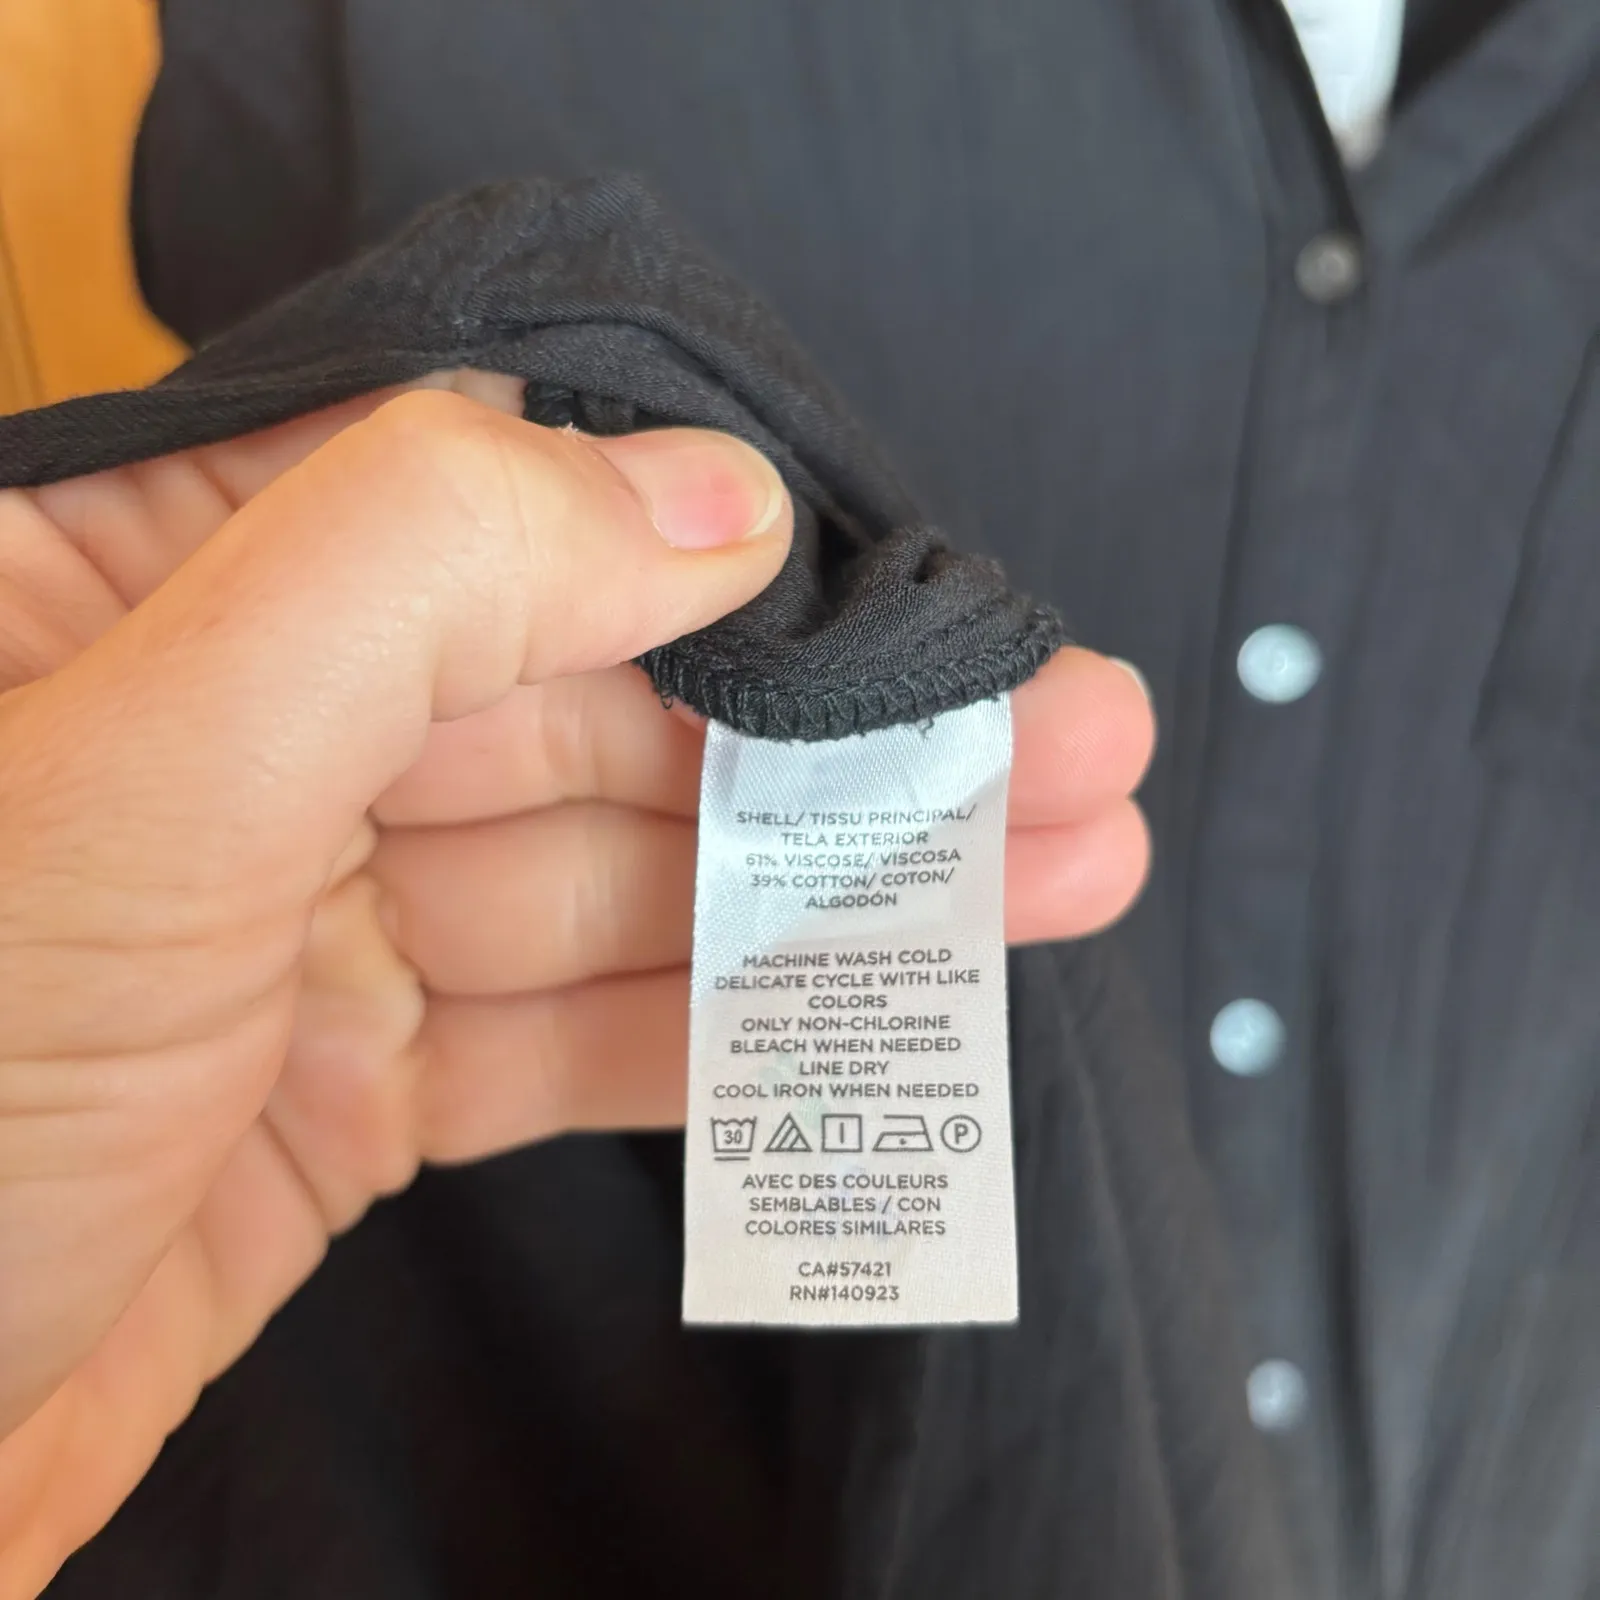 SHELL/ TISSU PRINCIPAL/
TELA EXTERIOR
61% VISCOSE/ VISCOSA
39% COTTON/ COTON/
ALGODÓN
MACHINE WASH COLD
DELICATE CYCLE WITH LIKE
COLORS
ONLY NON-CHLORINE
BLEACH WHEN NEEDED
LINE DRY
COOL IRON WHEN NEEDED
30 P
AVEC DES COULEURS
SEMBLABLES / CON
COLORES SIMILARES
CA#57421
RN#140923